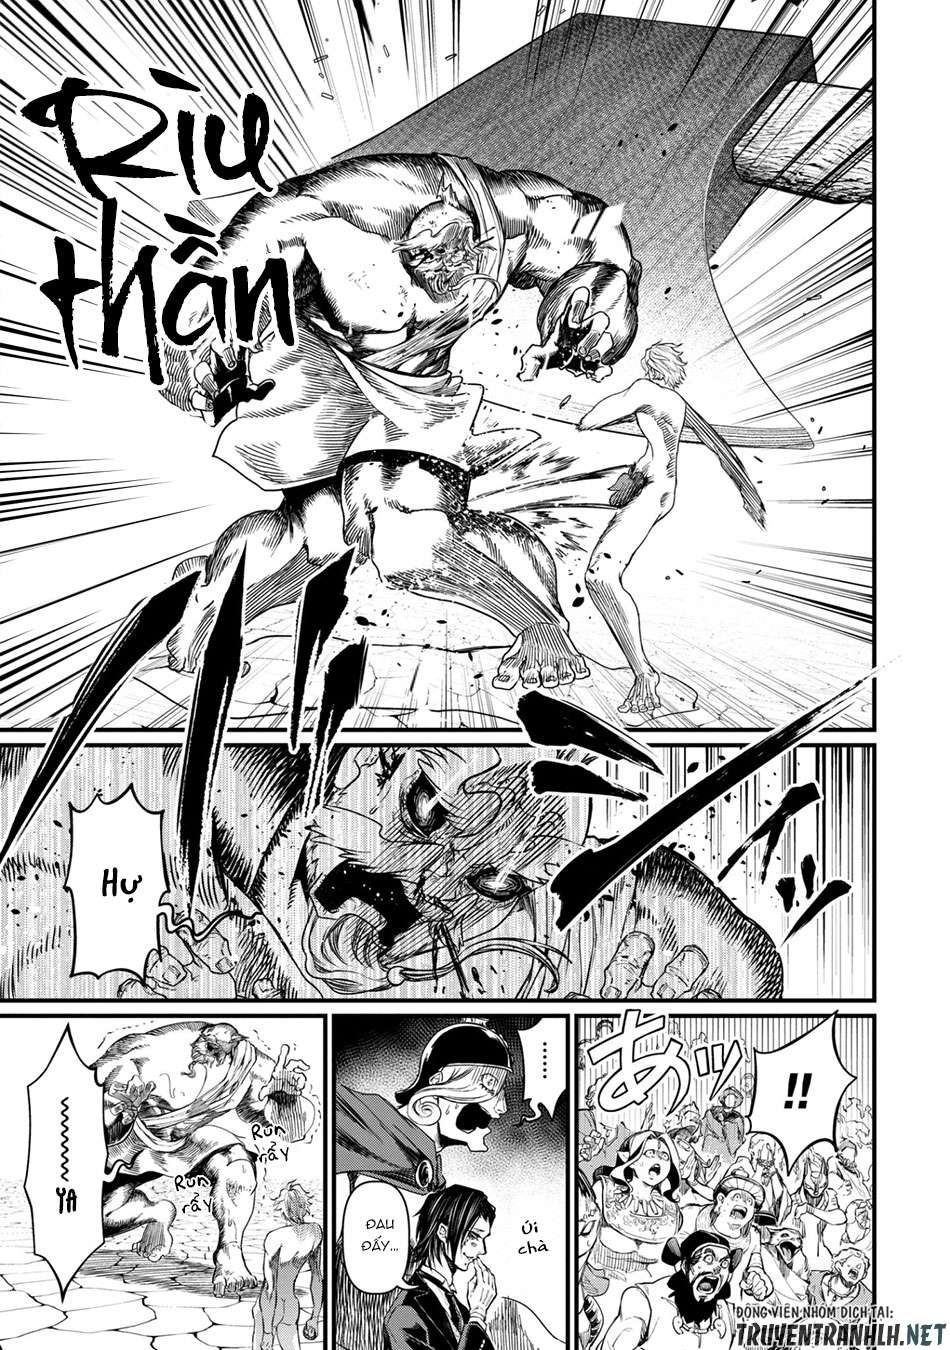 Rìu
thần
Hự
あッ
!!
......
Úi
chà
ĐAU
ĐẤY...
Run
rẩy
Run
rẩy
YA
ĐỘNG VIÊN NHÓM DỊCH TẠI:
TRUYENTRANHLH.NET